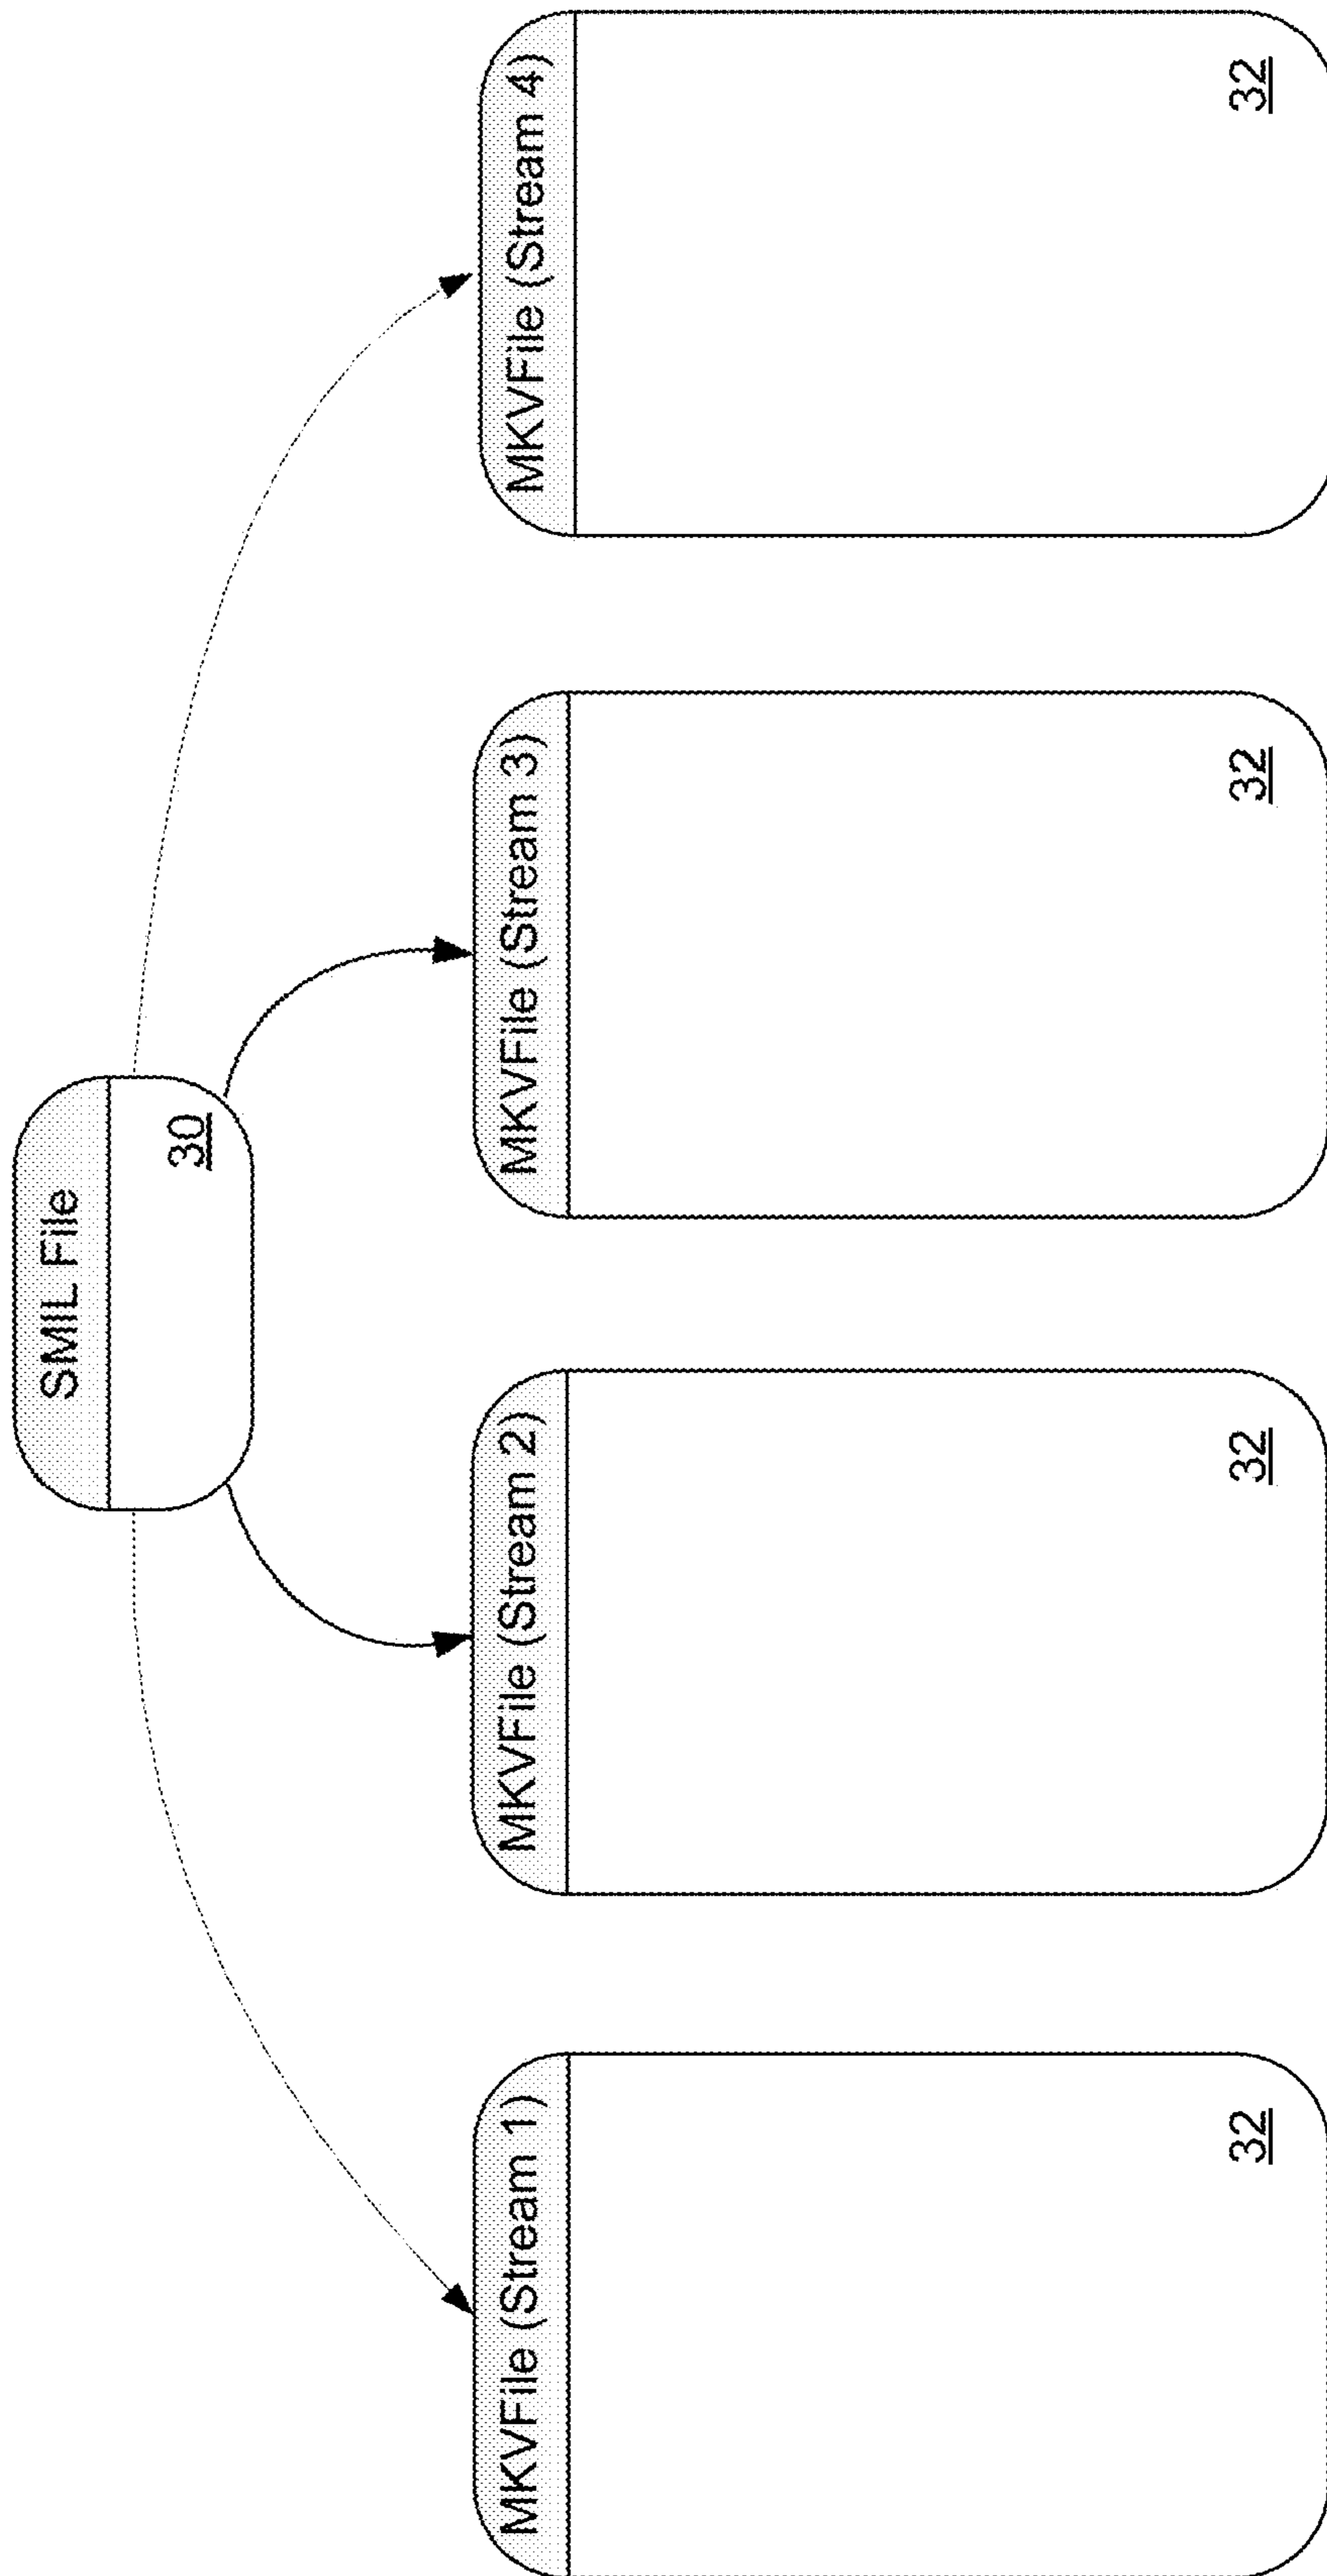 SMIL File
30
MKVFile (Stream 1)
32
MKVFile (Stream 2)
32
MKVFile (Stream 3)
32
MKVFile (Stream 4)
32